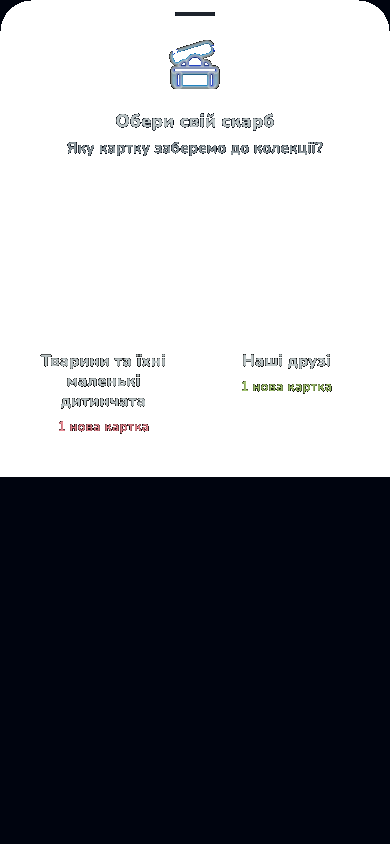 Обери свій скарб
Яку картку заберемо до колекції?
Тварини та їхні
маленькі
дитинчата
1 нова картка
Наші друзі
1 нова картка